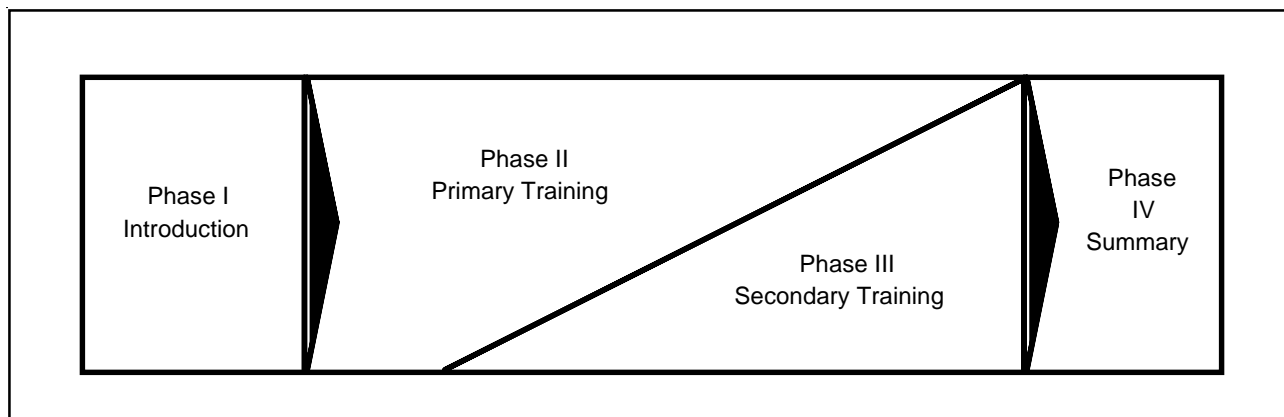 Phase I
Introduction
Phase II
Primary Training
Phase III
Secondary Training
Phase
IV
Summary